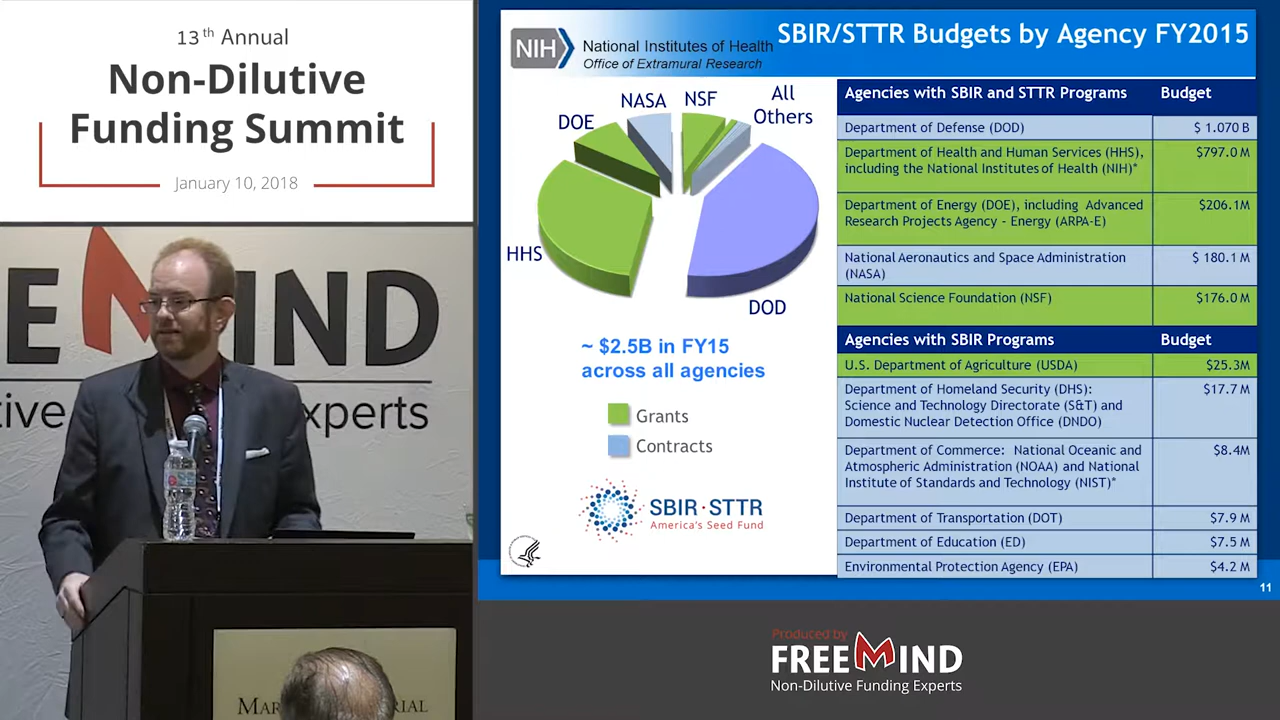 13th Annual
Non-Dilutive
Funding Summit
January 10, 2018
E M IND
tive
xperts
NIH
National Institutes of Health
Office of Extramural Research
SBIR/STTR Budgets by Agency FY2015
NASA
NSF
All
Others
DOE
HHS
DOD
~ $2.5B in FY15
across all agencies
Grants
Contracts
SBIR·STTR
America's Seed Fund
Agencies with SBIR and STTR Programs Budget
Department of Defense (DOD) $ 1.070 B
Department of Health and Human Services (HHS), $797.0 M
including the National Institutes of Health (NIH)*
Department of Energy (DOE), including Advanced $206.1M
Research Projects Agency - Energy (ARPA-E)
National Aeronautics and Space Administration $ 180.1 M
(NASA)
National Science Foundation (NSF) $176.0 M
Agencies with SBIR Programs Budget
U.S. Department of Agriculture (USDA) $25.3M
Department of Homeland Security (DHS): $17.7 M
Science and Technology Directorate (S&T) and
Domestic Nuclear Detection Office (DNDO)
Department of Commerce: National Oceanic and $8.4M
Atmospheric Administration (NOAA) and National
Institute of Standards and Technology (NIST)*
Department of Transportation (DOT) $7.9 M
Department of Education (ED) $7.5 M
Environmental Protection Agency (EPA) $4.2 M
11
Produced by
FREEMIND
Non-Dilutive Funding Experts